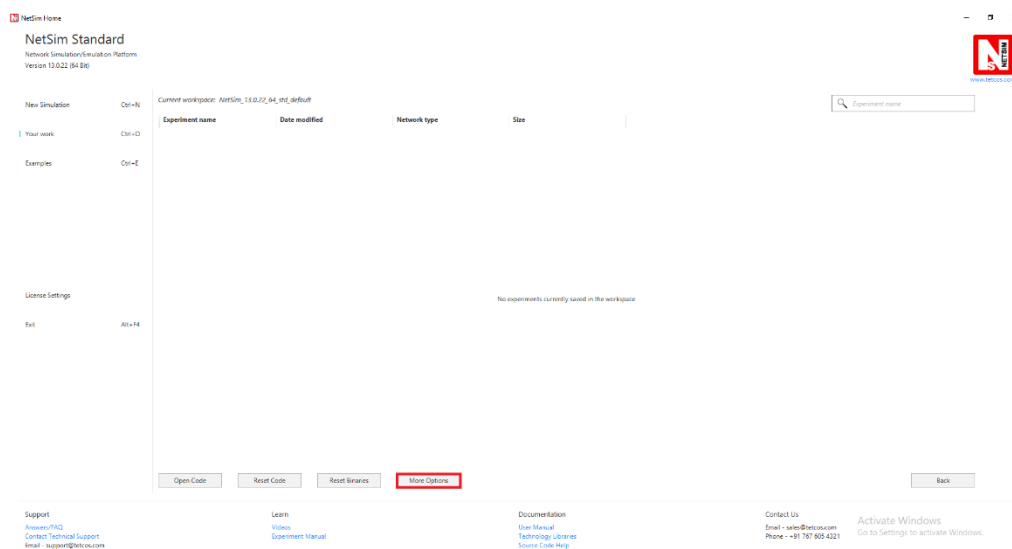 NetSim Home
NetSim Standard
Network Simulation/Emulation Platform
Version 13.0.22 (64 Bit)
NETSIM
www.tetcos.com
New Simulation Ctrl+N
Your work Ctrl+O
Examples Ctrl+E
License Settings
Exit Alt+F4
Current workspace: NetSim_13.0.22_64_std_default
Experiment name
Experiment name Date modified Network type Size
No experiments currently saved in the workspace
Open Code Reset Code Reset Binaries More Options Back
Support Learn Documentation Contact Us
Answers/FAQ Videos User Manual Email - sales@tetcos.com
Contact Technical Support Experiment Manual Technology Libraries Phone - +91 767 605 4321
Email - support@tetcos.com Source Code Help
Activate Windows
Go to Settings to activate Windows.